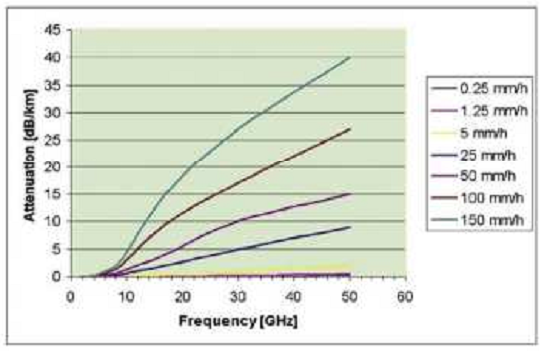 45
40
35
30
25
20
15
10
5
0
Attenuation [dB/km]
0 10 20 30 40 50 60
Frequency [GHz]
0.25 mm/h
1.25 mm/h
5 mm/h
25 mm/h
50 mm/h
100 mm/h
150 mm/h